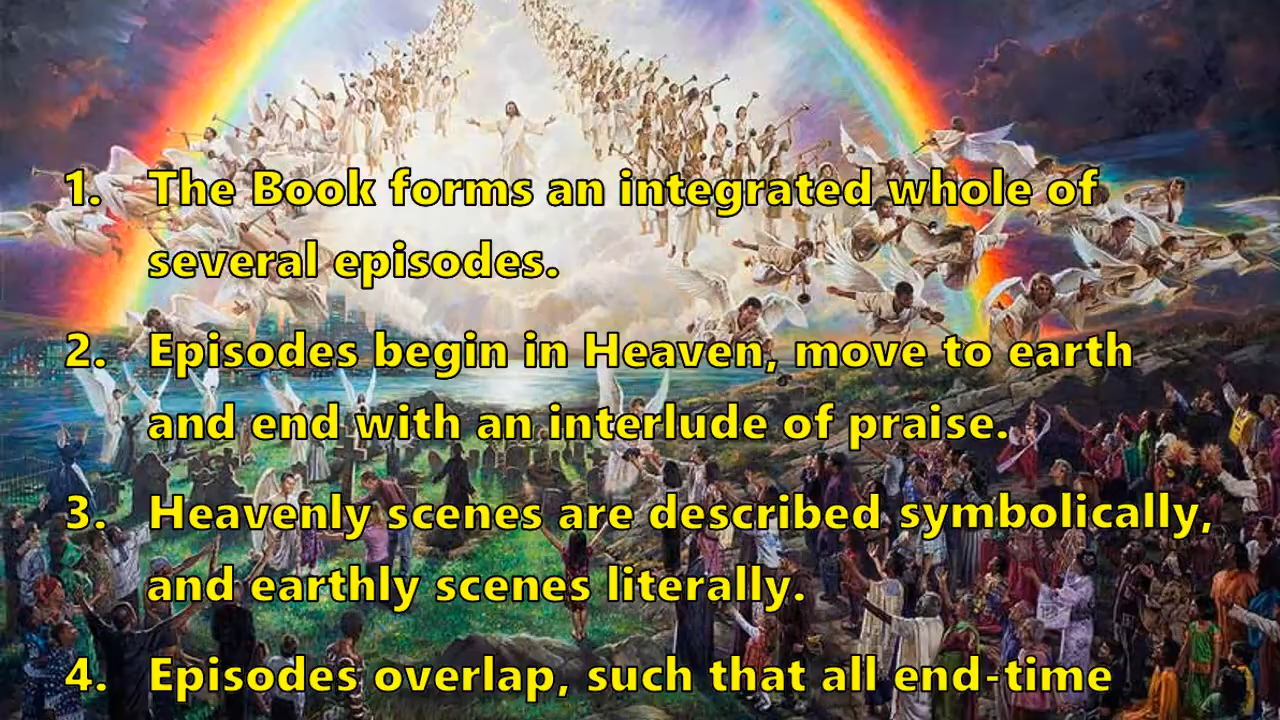 1. The Book forms an integrated whole of
several episodes.
2. Episodes begin in Heaven, move to earth
and end with an interlude of praise.
3. Heavenly scenes are described symbolically,
and earthly scenes literally.
4. Episodes overlap, such that all end-time